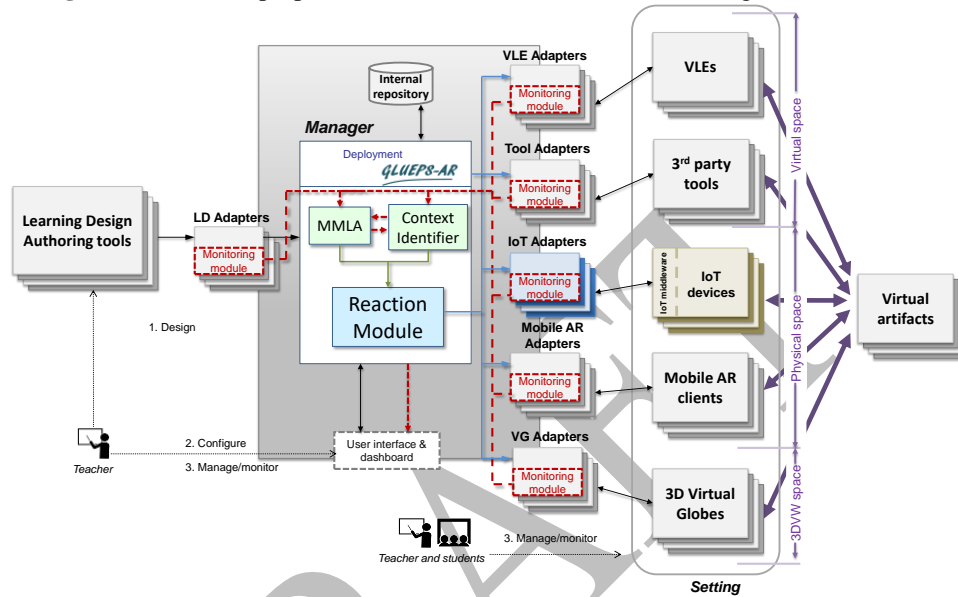 VLE Adapters
Monitoring
module
VLEs
Internal
repository
Manager
Deployment
GLUEPS-AR
Tool Adapters
Monitoring
module
3rd party
tools
Virtual space
Learning Design
Authoring tools
LD Adapters
Monitoring
module
MMLA
Context
Identifier
Reaction
Module
IoT Adapters
Monitoring
module
IoT middleware
IoT
devices
Physical space
Virtual
artifacts
1. Design
Mobile AR
Adapters
Monitoring
module
Mobile AR
clients
Teacher
2. Configure
3. Manage/monitor
User interface &
dashboard
VG Adapters
Monitoring
module
3D Virtual
Globes
3DVW space
Teacher and students
3. Manage/monitor
Setting